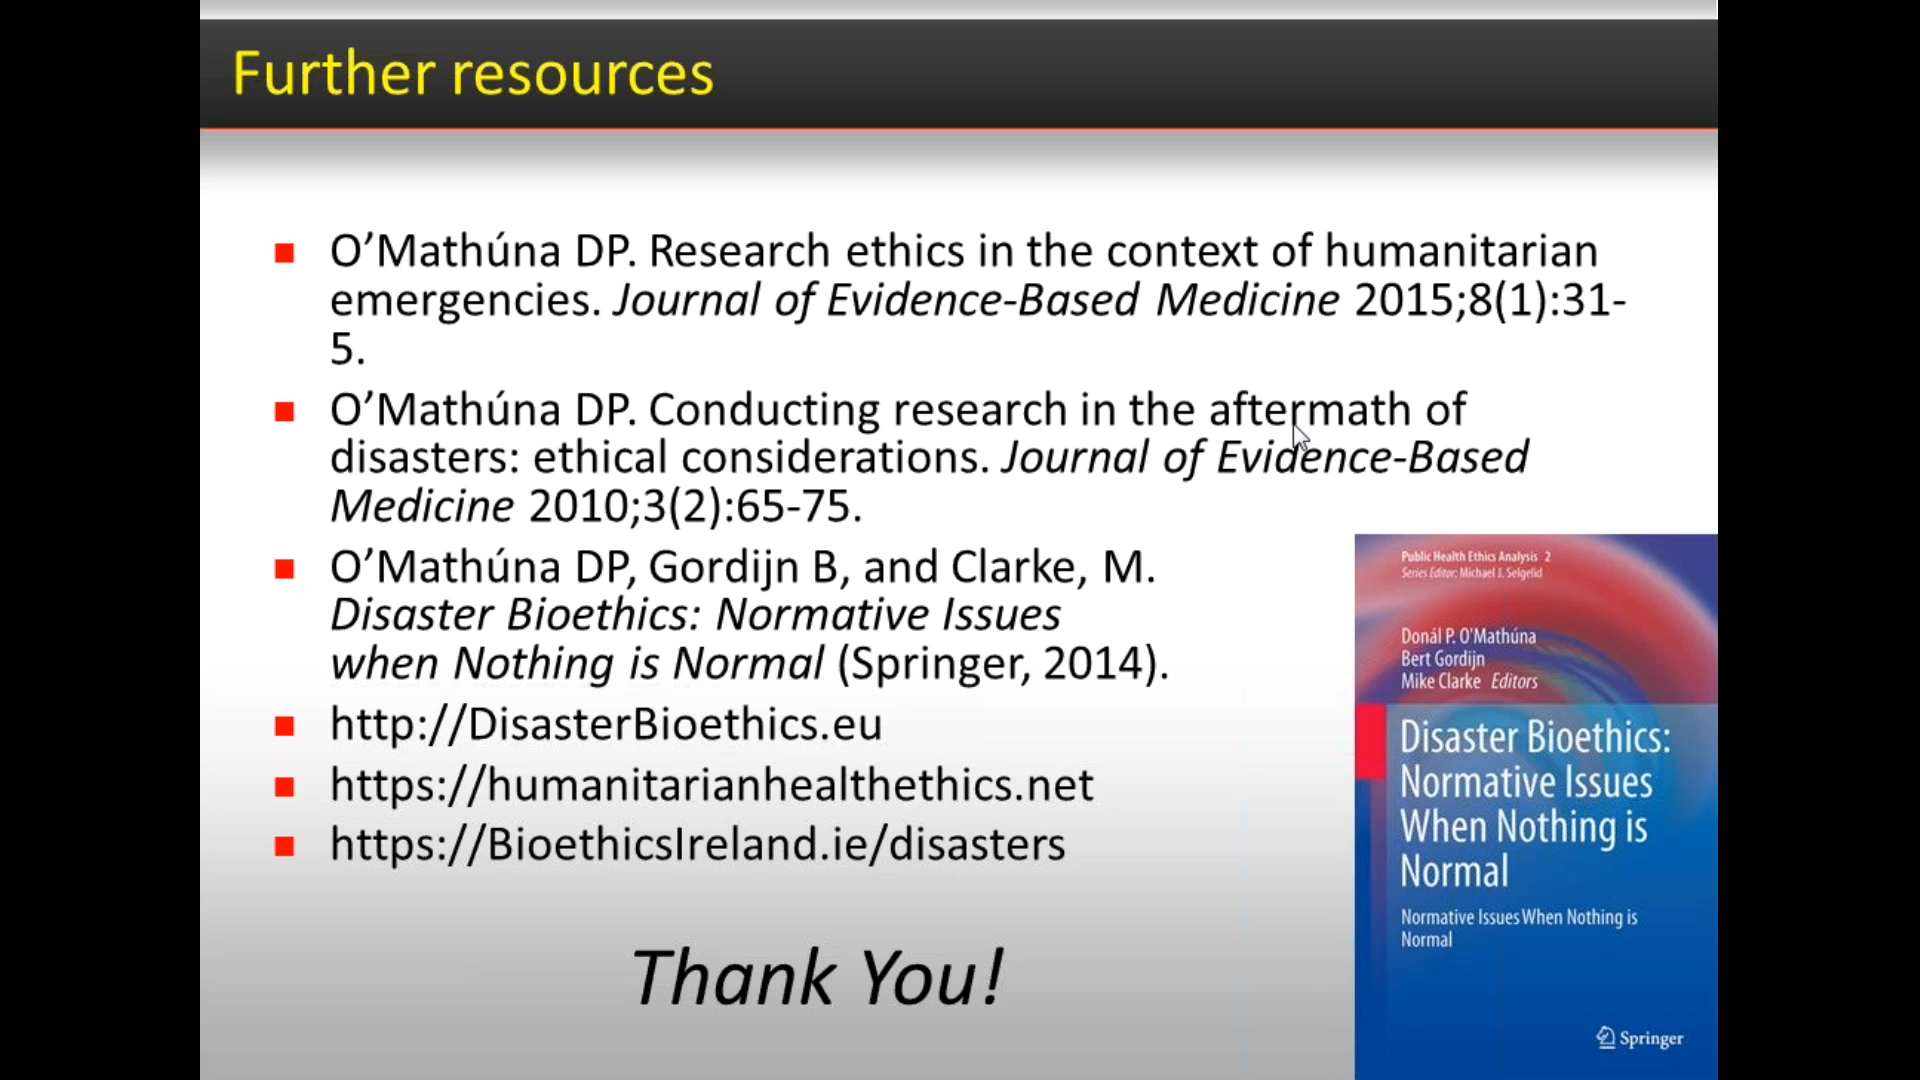 Further resources
O’Mathúna DP. Research ethics in the context of humanitarian
emergencies. Journal of Evidence-Based Medicine 2015;8(1):31-
5.
O’Mathúna DP. Conducting research in the aftermath of
disasters: ethical considerations. Journal of Evidence-Based
Medicine 2010;3(2):65-75.
O’Mathúna DP, Gordijn B, and Clarke, M.
Disaster Bioethics: Normative Issues
when Nothing is Normal (Springer, 2014).
http://DisasterBioethics.eu
https://humanitarianhealthethics.net
https://BioethicsIreland.ie/disasters
Thank You!
Public Health Ethics Analysis 2
Series Editor: Michael J. Selgelid
Donál P. O'Mathúna
Bert Gordijn
Mike Clarke Editors
Disaster Bioethics:
Normative Issues
When Nothing is
Normal
Normative Issues When Nothing is
Normal
Springer